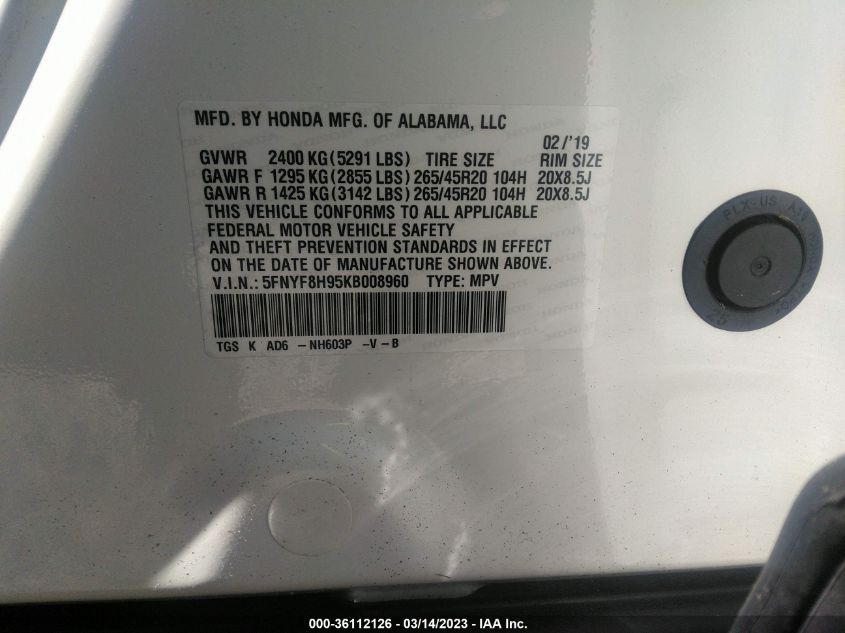 MFD. BY HONDA MFG. OF ALABAMA, LLC
02/'19
GVWR 2400 KG(5291 LBS) TIRE SIZE RIM SIZE
GAWR F 1295 KG(2855 LBS)265/45R20 104H 20X8.5J
GAWR R 1425 KG(3142 LBS)265/45R20 104H 20X8.5J
THIS VEHICLE CONFORMS TO ALL APPLICABLE
FEDERAL MOTOR VEHICLE SAFETY
AND THEFT PREVENTION STANDARDS IN EFFECT
ON THE DATE OF MANUFACTURE SHOWN ABOVE.
V.I.N.: 5FNYF8H95KB008960 TYPE: MPV
TGS K AD6 -NH603P -V-B
PLX-US
25
000-36112126 - 03/14/2023 - IAA Inc.